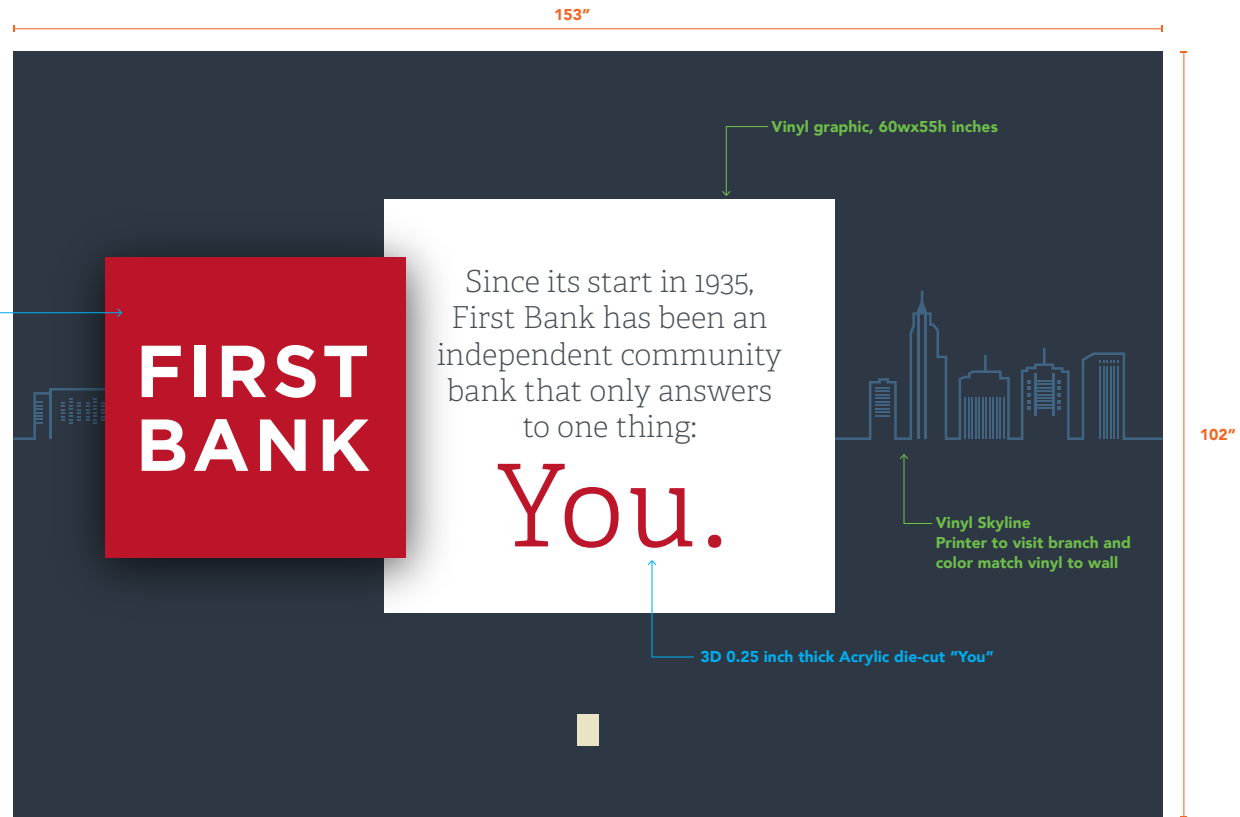 153”
Vinyl graphic, 60wx55h inches
FIRST
BANK
Since its start in 1935,
First Bank has been an
independent community
bank that only answers
to one thing:
You.
102”
Vinyl Skyline
Printer to visit branch and
color match vinyl to wall
3D 0.25 inch thick Acrylic die-cut “You”